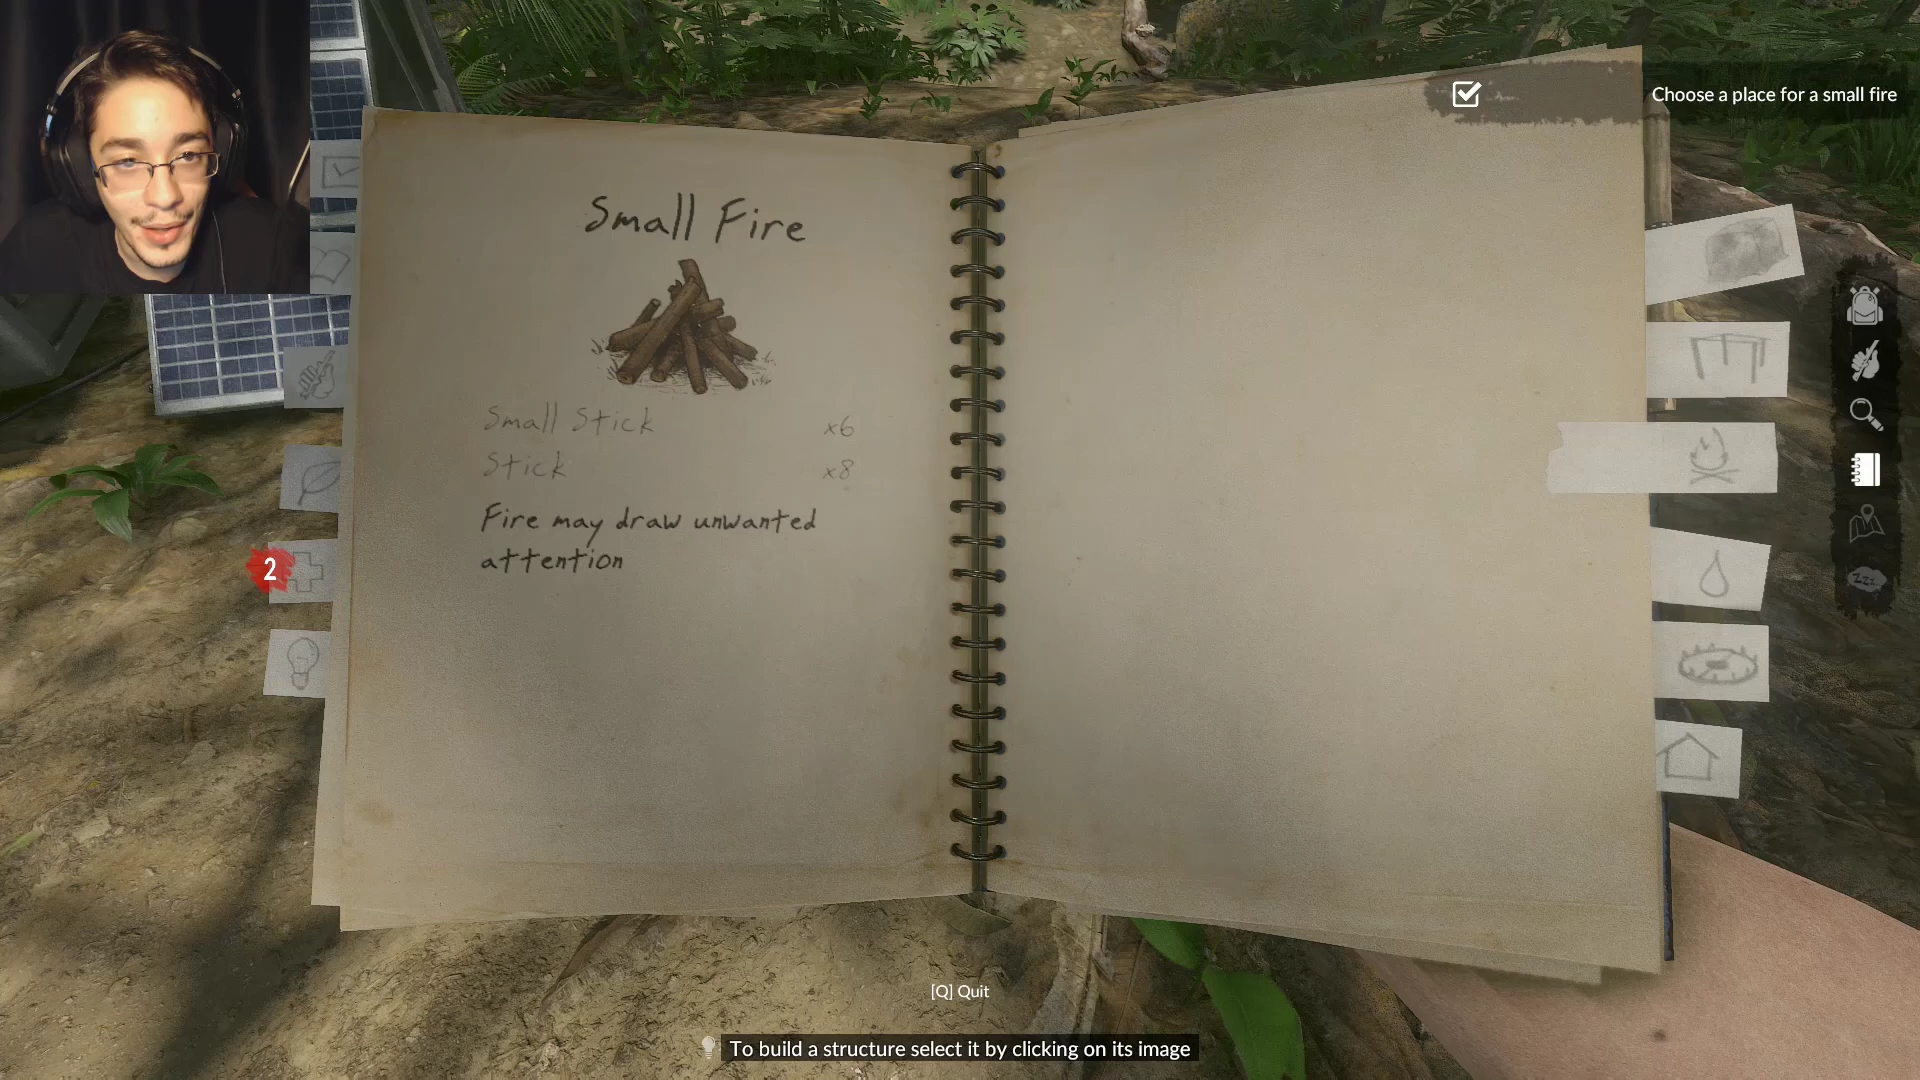 Choose a place for a small fire
Small Fire
Small Stick x6
Stick x8
Fire may draw unwanted
attention
2
Zzz
[Q] Quit
To build a structure select it by clicking on its image